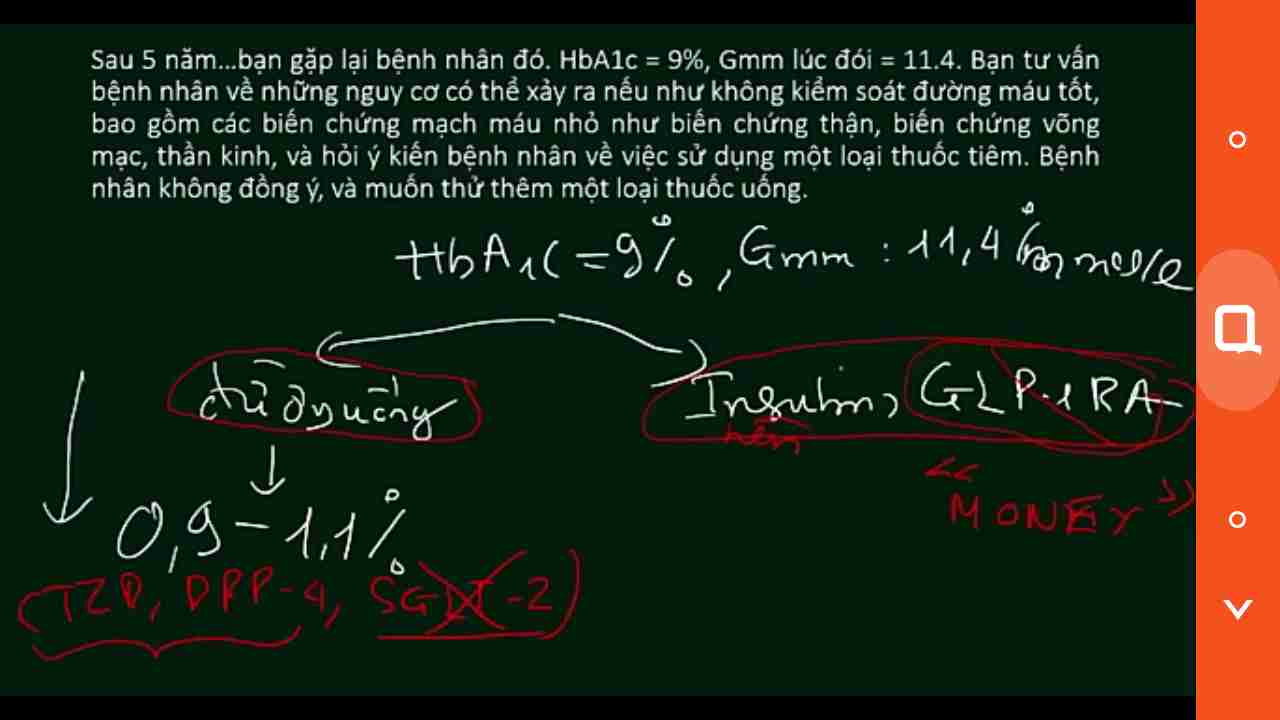 Sau 5 năm...bạn gặp lại bệnh nhân đó. HbA1c = 9%, Gmm lúc đói = 11.4. Bạn tư vấn
bệnh nhân về những nguy cơ có thể xảy ra nếu như không kiểm soát đường máu tốt,
bao gồm các biến chứng mạch máu nhỏ như biến chứng thận, biến chứng võng
mạc, thần kinh, và hỏi ý kiến bệnh nhân về việc sử dụng một loại thuốc tiêm. Bệnh
nhân không đồng ý, và muốn thử thêm một loại thuốc uống.
HbA1C = 9%, Gmm : 11,4 mmol/l
đường uống
Insulin, GLP-1 RA
0,9 - 1,1%
« MONEY »
(TZD, DPP-4, SGLT-2)